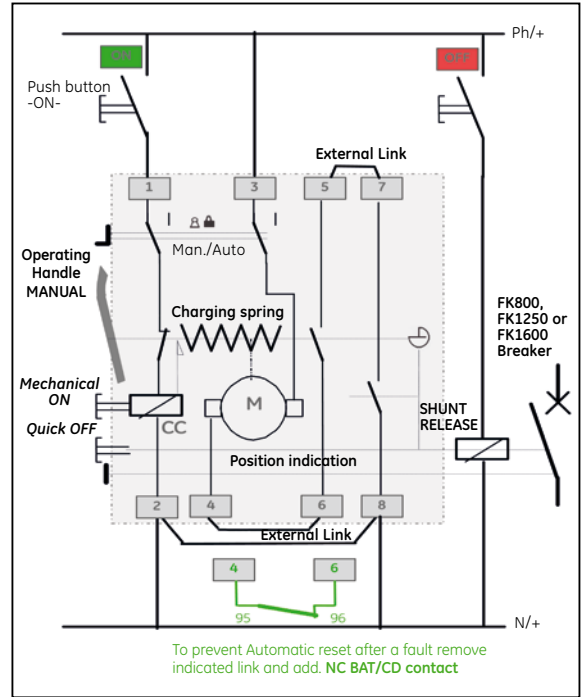 Ph/+
ON
OFF
Push button
-ON-
External Link
1
3
5
7
Man./Auto
Operating
Handle
MANUAL
Charging spring
FK800,
FK1250 or
FK1600
Breaker
Mechanical
ON
M
CC
SHUNT
RELEASE
Quick OFF
Position indication
2
4
6
8
External Link
4
6
95
96
N/+
To prevent Automatic reset after a fault remove
indicated link and add. NC BAT/CD contact